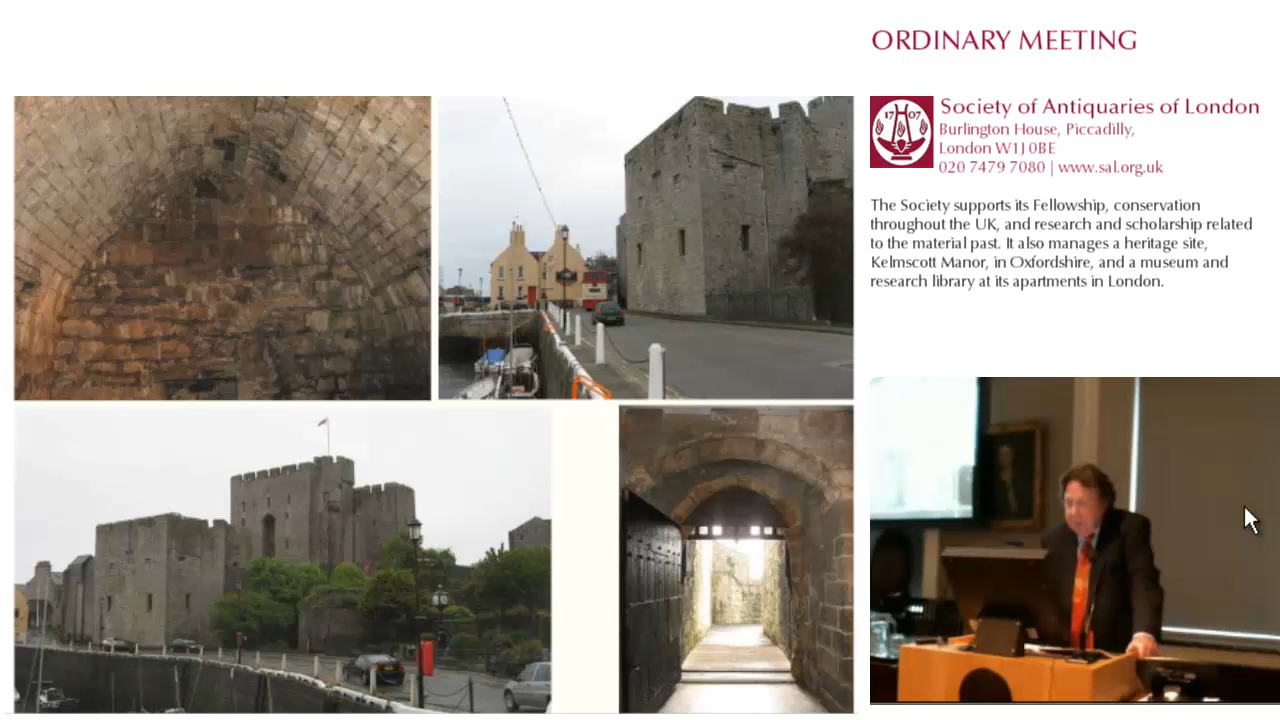 ORDINARY MEETING
1707
Society of Antiquaries of London
Burlington House, Piccadilly,
London W1J 0BE
020 7479 7080 | www.sal.org.uk
The Society supports its Fellowship, conservation
throughout the UK, and research and scholarship related
to the material past. It also manages a heritage site,
Kelmscott Manor, in Oxfordshire, and a museum and
research library at its apartments in London.